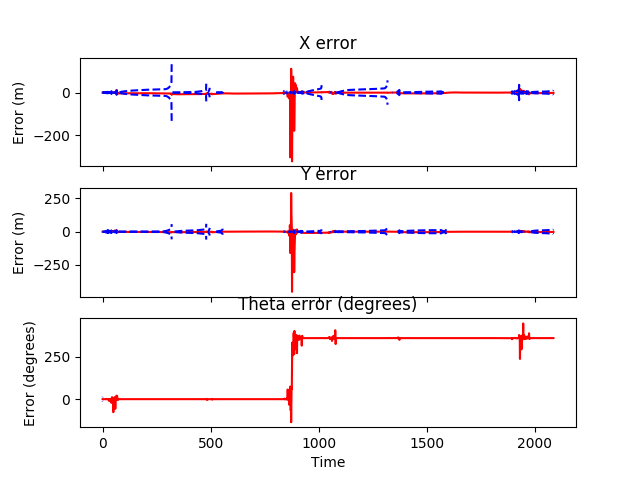 X error
Error (m)
0
−200
Y error
Error (m)
250
0
−250
Theta error (degrees)
Error (degrees)
250
0
0
500
1000
1500
2000
Time